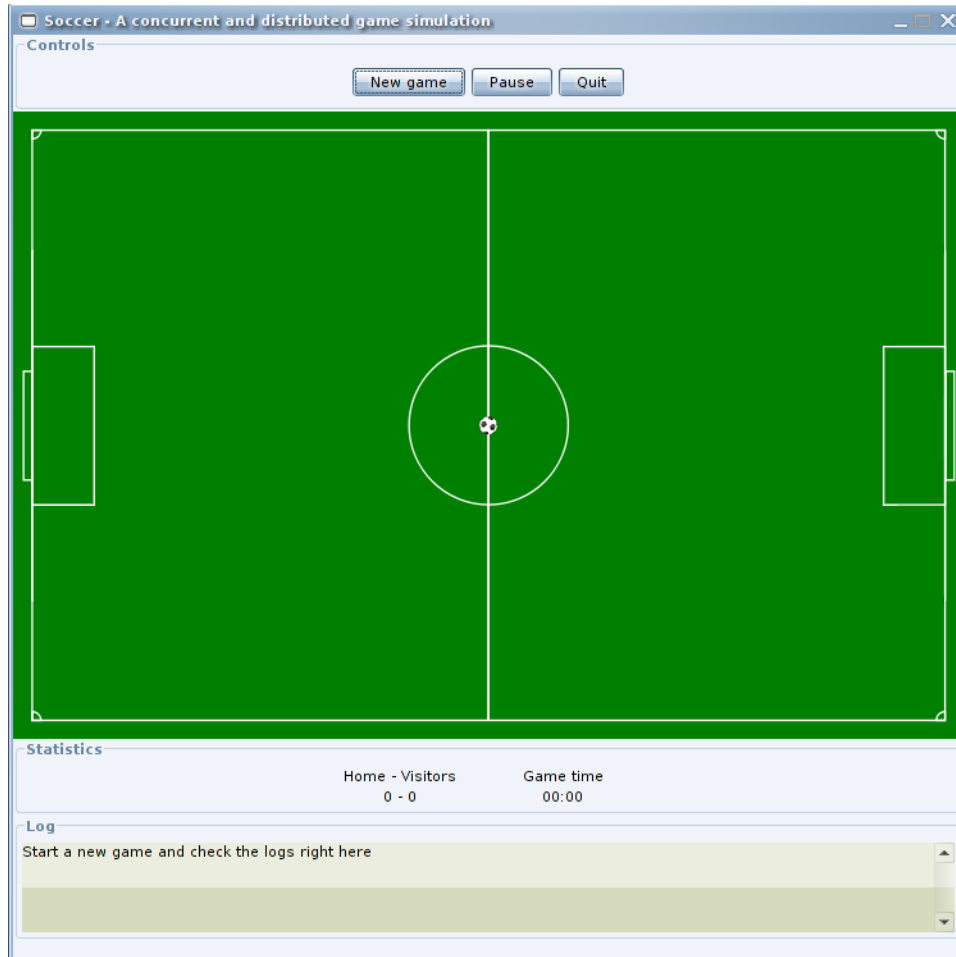 Soccer - A concurrent and distributed game simulation
Controls
New game Pause Quit
Statistics
Home - Visitors Game time
0 - 0 00:00
Log
Start a new game and check the logs right here